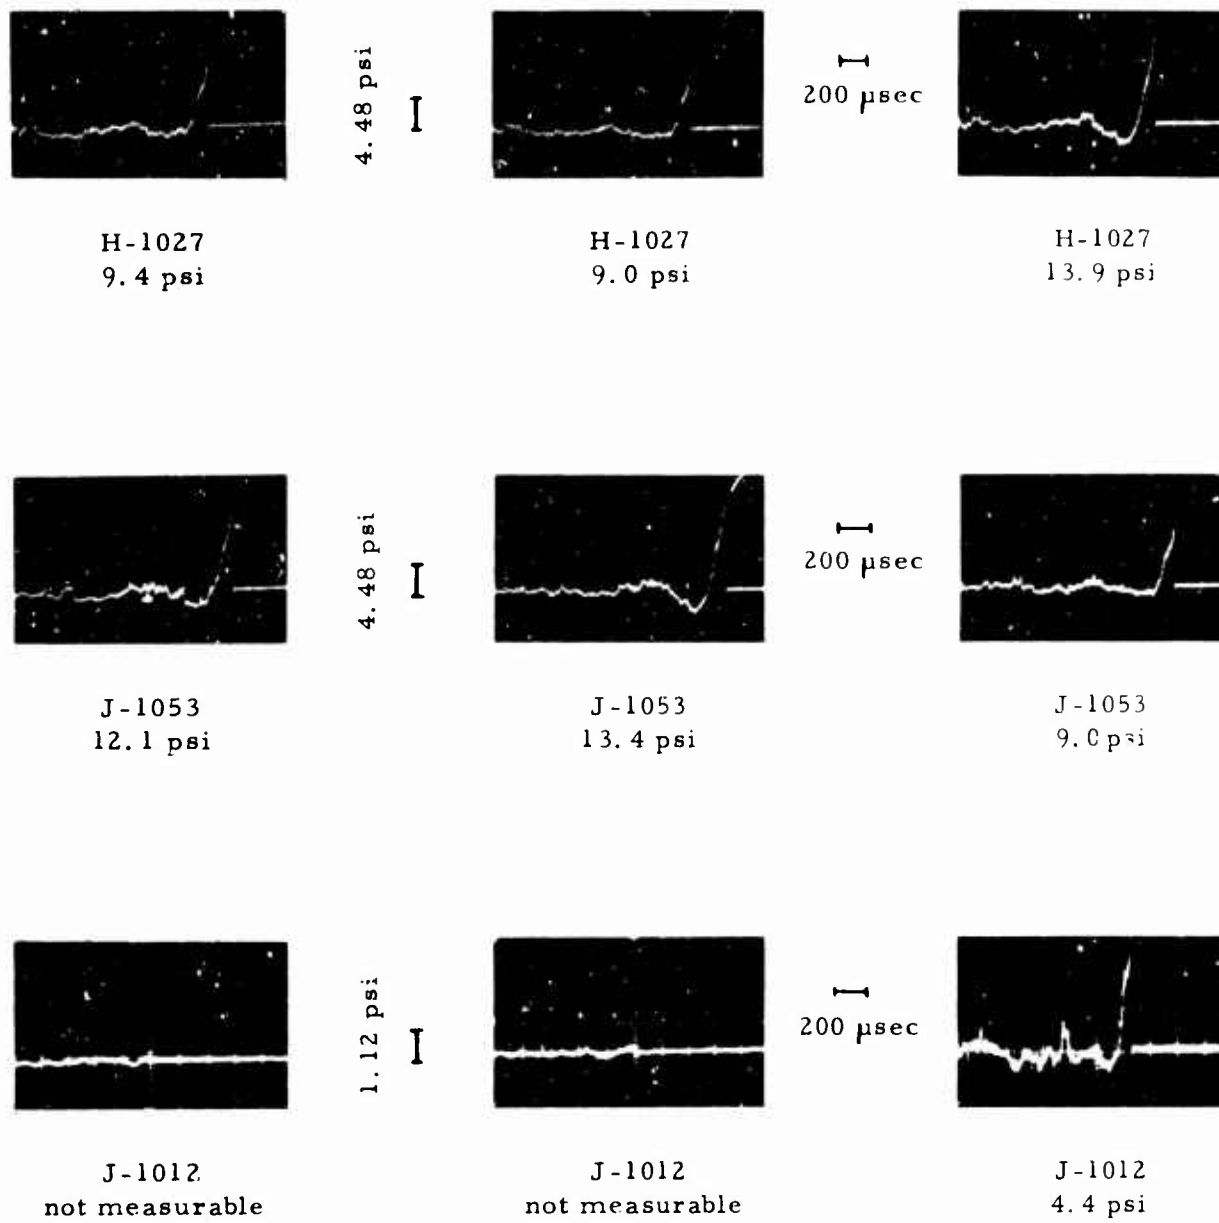 4.48 psi
200 µsec
H-1027
9.4 psi
H-1027
9.0 psi
H-1027
13.9 psi
4.48 psi
200 µsec
J-1053
12.1 psi
J-1053
13.4 psi
J-1053
9.0 psi
1.12 psi
200 µsec
J-1012
not measurable
J-1012
not measurable
J-1012
4.4 psi